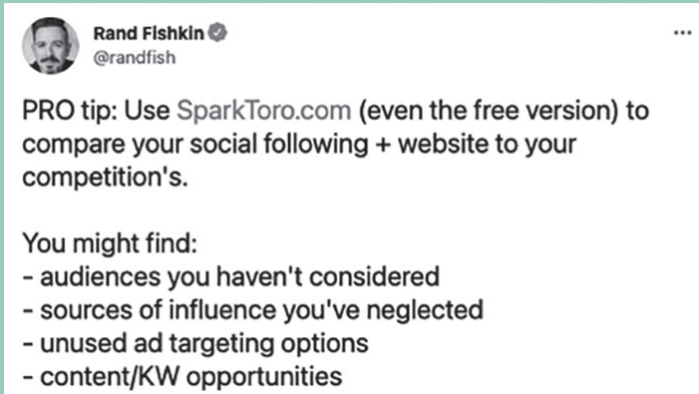 Rand Fishkin
@randfish
PRO tip: Use SparkToro.com (even the free version) to
compare your social following + website to your
competition's.
You might find:
- audiences you haven't considered
- sources of influence you've neglected
- unused ad targeting options
- content/KW opportunities